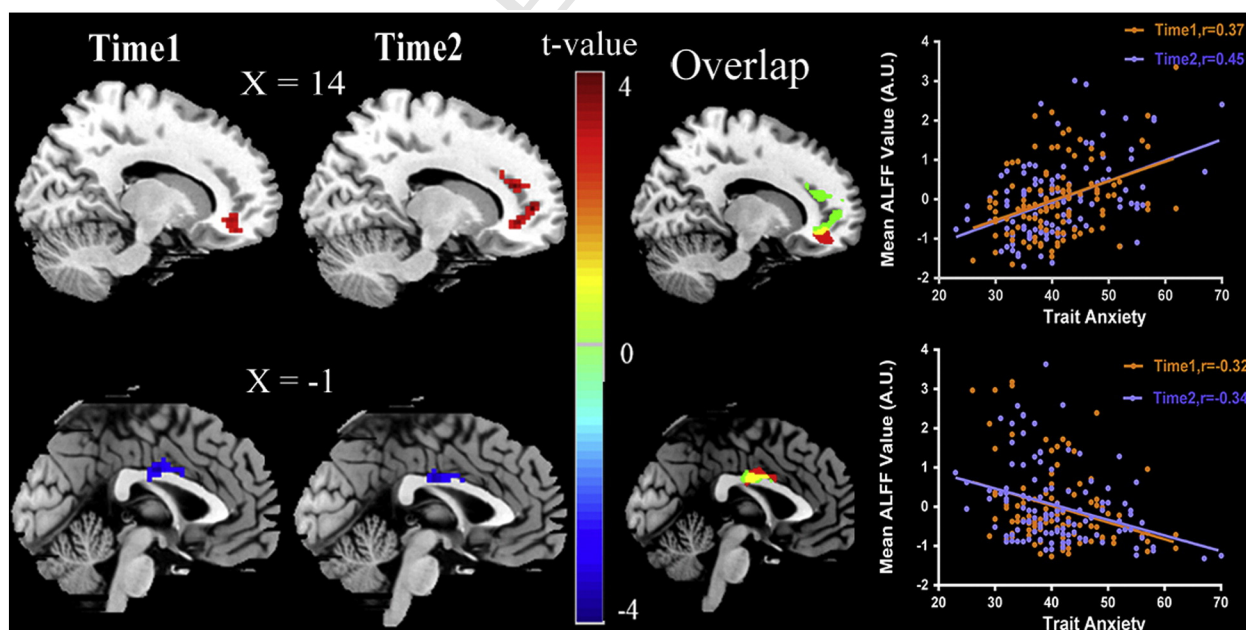 Time1
Time2
t-value
Overlap
X = 14
X = -1
4
0
-4
Time1,r=0.37
Time2,r=0.45
Mean ALFF Value (A.U.)
4
3
2
1
0
-1
-2
20
30
40
50
60
70
Trait Anxiety
Time1,r=-0.32
Time2,r=-0.34
Mean ALFF Value (A.U.)
4
3
2
1
0
-1
-2
20
30
40
50
60
70
Trait Anxiety